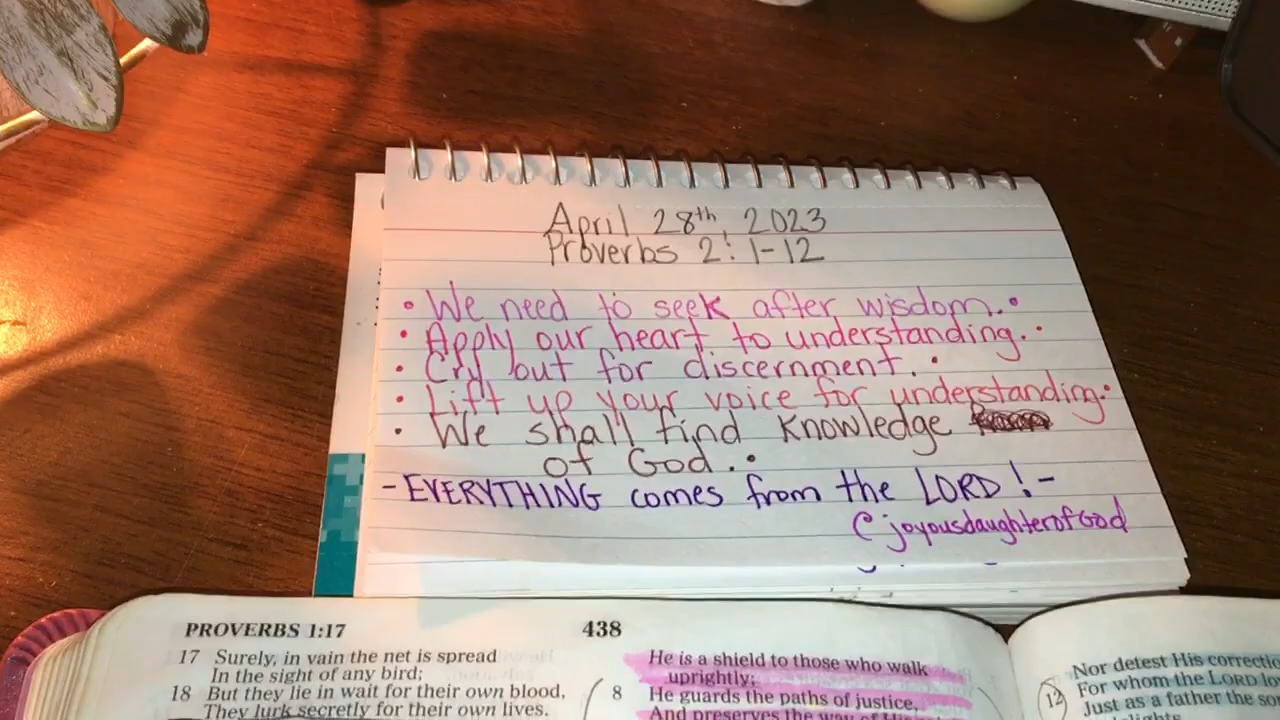 April 28th, 2023
Proverbs 2:1-12
• We need to seek after wisdom.•
• Apply our heart to understanding.•
• Cry out for discernment.•
• Lift up your voice for understanding.•
• We shall find knowledge
of God.•
- EVERYTHING comes from the LORD! -
@joyousdaughterofGod
PROVERBS 1:17
438
17 Surely, in vain the net is spread
In the sight of any bird;
18 But they lie in wait for their own blood,
They lurk secretly for their own lives.
He is a shield to those who walk
uprightly;
8 He guards the paths of justice,
And preserves the way of
Nor detest His
12 For whom the LORD
Just as a father the